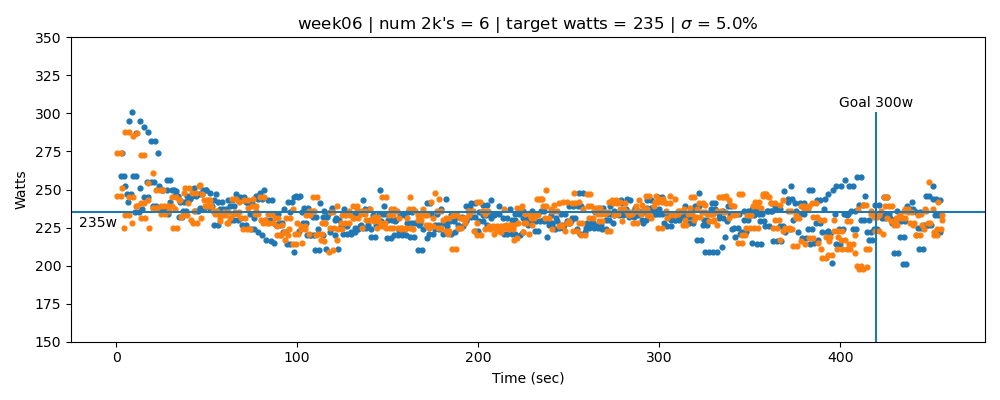 week06 | num 2k's = 6 | target watts = 235 | σ = 5.0%
350
325
300
275
250
225
200
175
150
Watts
Goal 300w
235w
0 100 200 300 400
Time (sec)